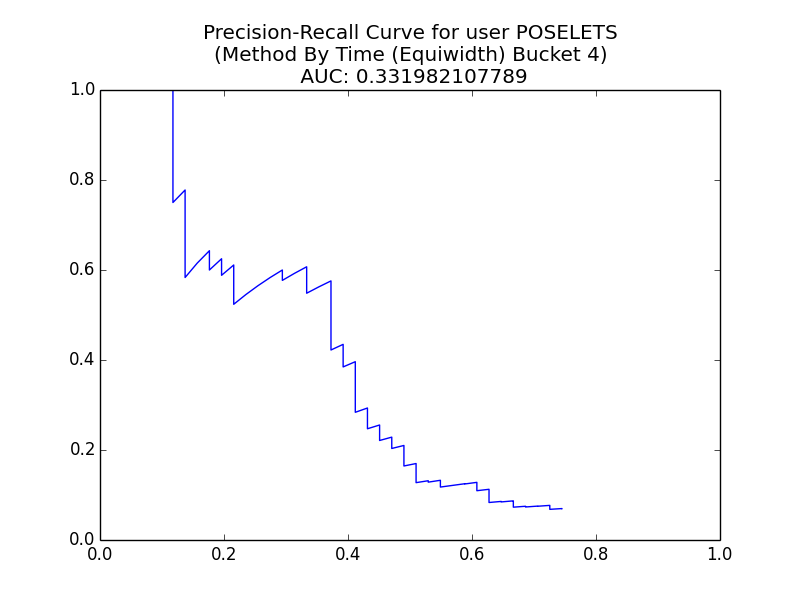 Precision-Recall Curve for user POSELETS
(Method By Time (Equiwidth) Bucket 4)
AUC: 0.331982107789
1.0
0.8
0.6
0.4
0.2
0.0
0.0 0.2 0.4 0.6 0.8 1.0